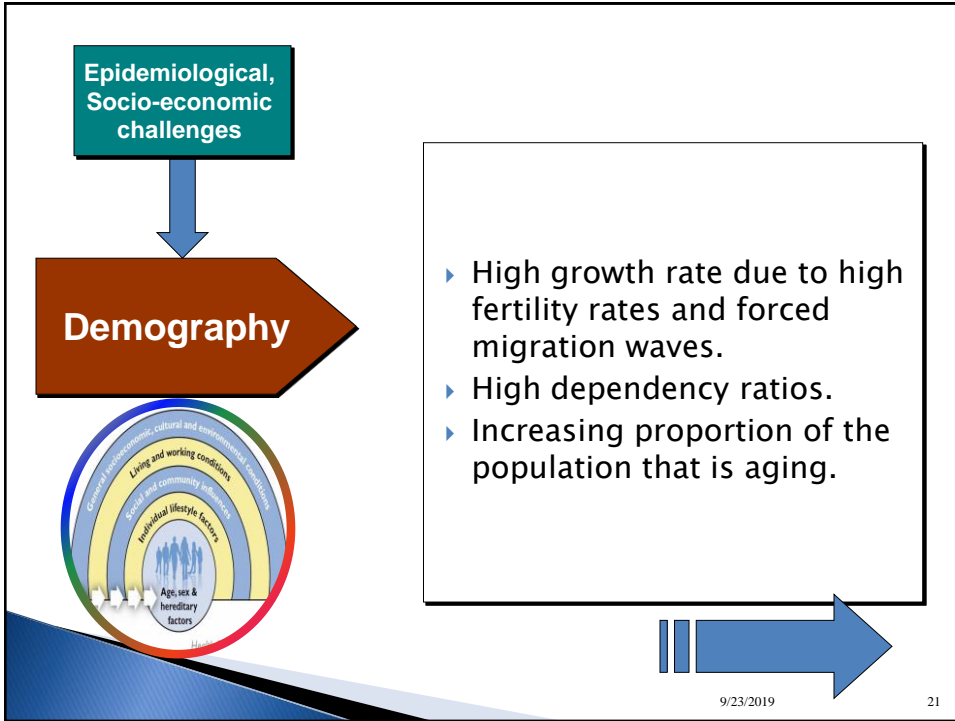 Epidemiological,
Socio-economic
challenges
Demography
High growth rate due to high
fertility rates and forced
migration waves.
High dependency ratios.
Increasing proportion of the
population that is aging.
General socioeconomic, cultural and environmental conditions
Living and working conditions
Social and community influences
Individual lifestyle factors
Age, sex &
hereditary
factors
9/23/2019
21